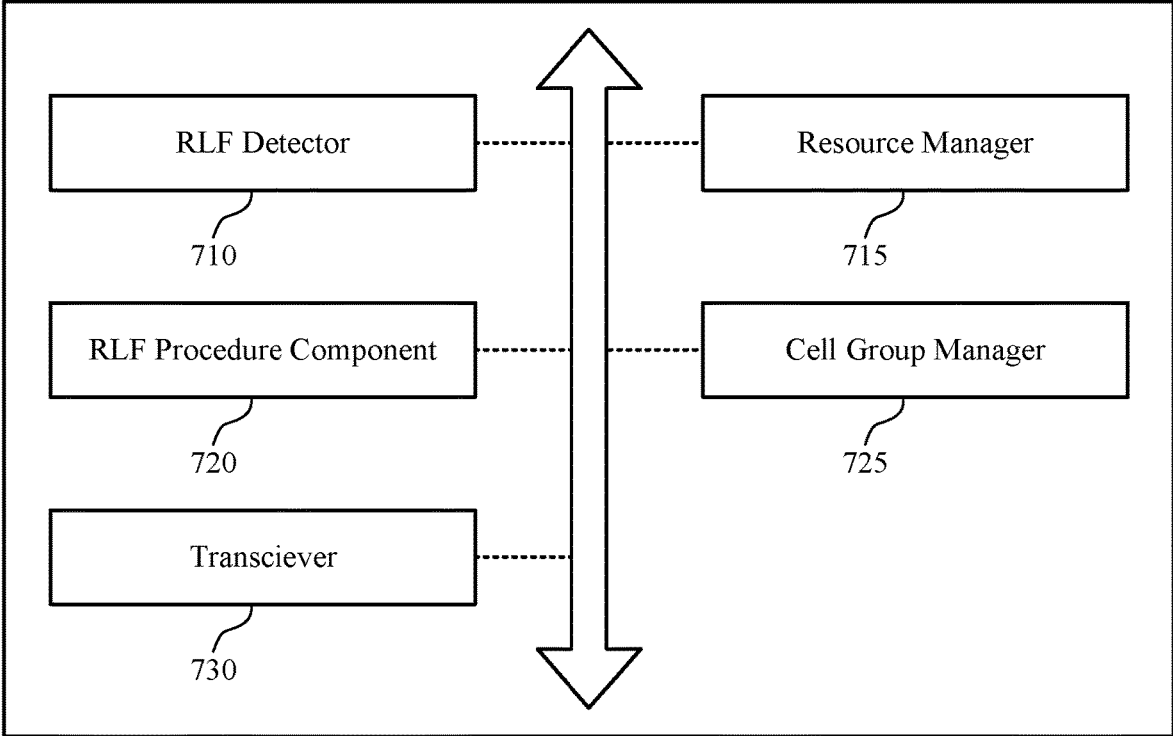 RLF Detector
710
Resource Manager
715
RLF Procedure Component
720
Cell Group Manager
725
Transciever
730